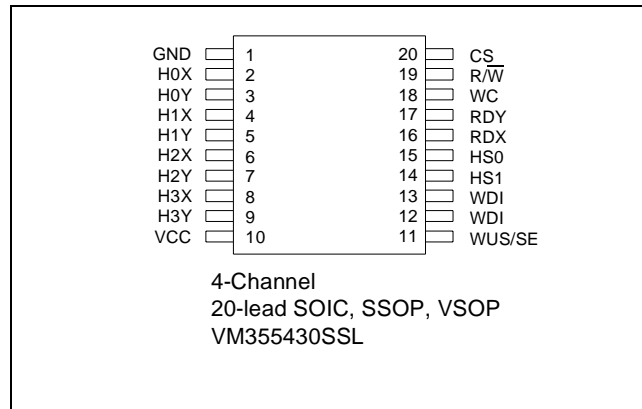 GND 1 20 CS
H0X 2 19 R/W̅
H0Y 3 18 WC
H1X 4 17 RDY
H1Y 5 16 RDX
H2X 6 15 HS0
H2Y 7 14 HS1
H3X 8 13 WDI
H3Y 9 12 WDI
VCC 10 11 WUS/SE
4-Channel
20-lead SOIC, SSOP, VSOP
VM355430SSL